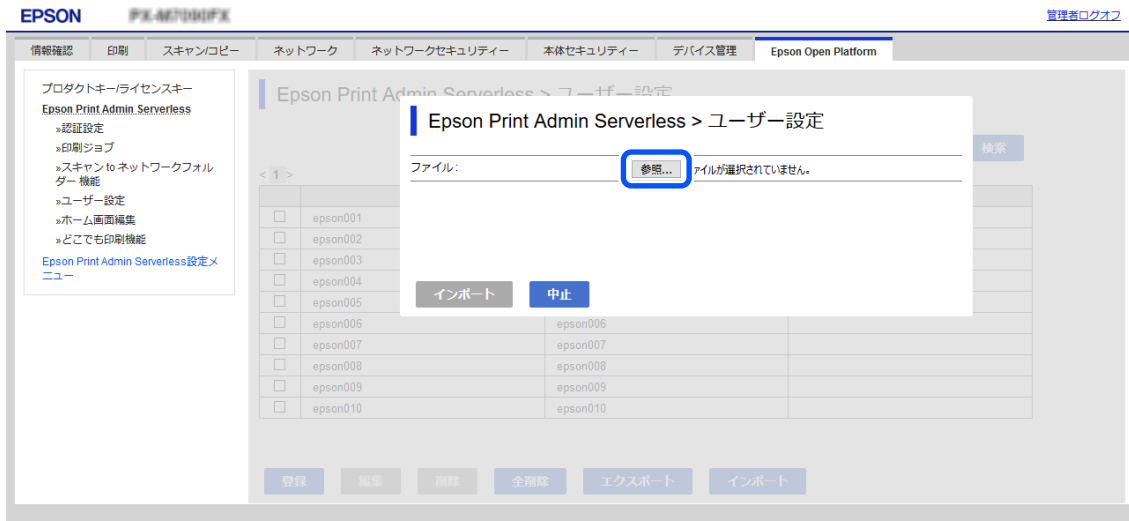 EPSON
管理者ログオフ
情報確認 印刷 スキャン/コピー ネットワーク ネットワークセキュリティー 本体セキュリティー デバイス管理 Epson Open Platform
プロダクトキー/ライセンスキー
Epson Print Admin Serverless
»認証設定
»印刷ジョブ
»スキャン to ネットワークフォル
ダー 機能
»ユーザー設定
»ホーム画面編集
»どこでも印刷機能
Epson Print Admin Serverless設定メ
ニュー
Epson Print Admin Serverless > ユーザー設定
検索
< 1 >
Epson Print Admin Serverless > ユーザー設定
ファイル : 参照... ァイルが選択されていません。
インポート 中止
epson001
epson002
epson003
epson004
epson005
epson006 epson006
epson007 epson007
epson008 epson008
epson009 epson009
epson010 epson010
登録 編集 削除 全削除 エクスポート インポート